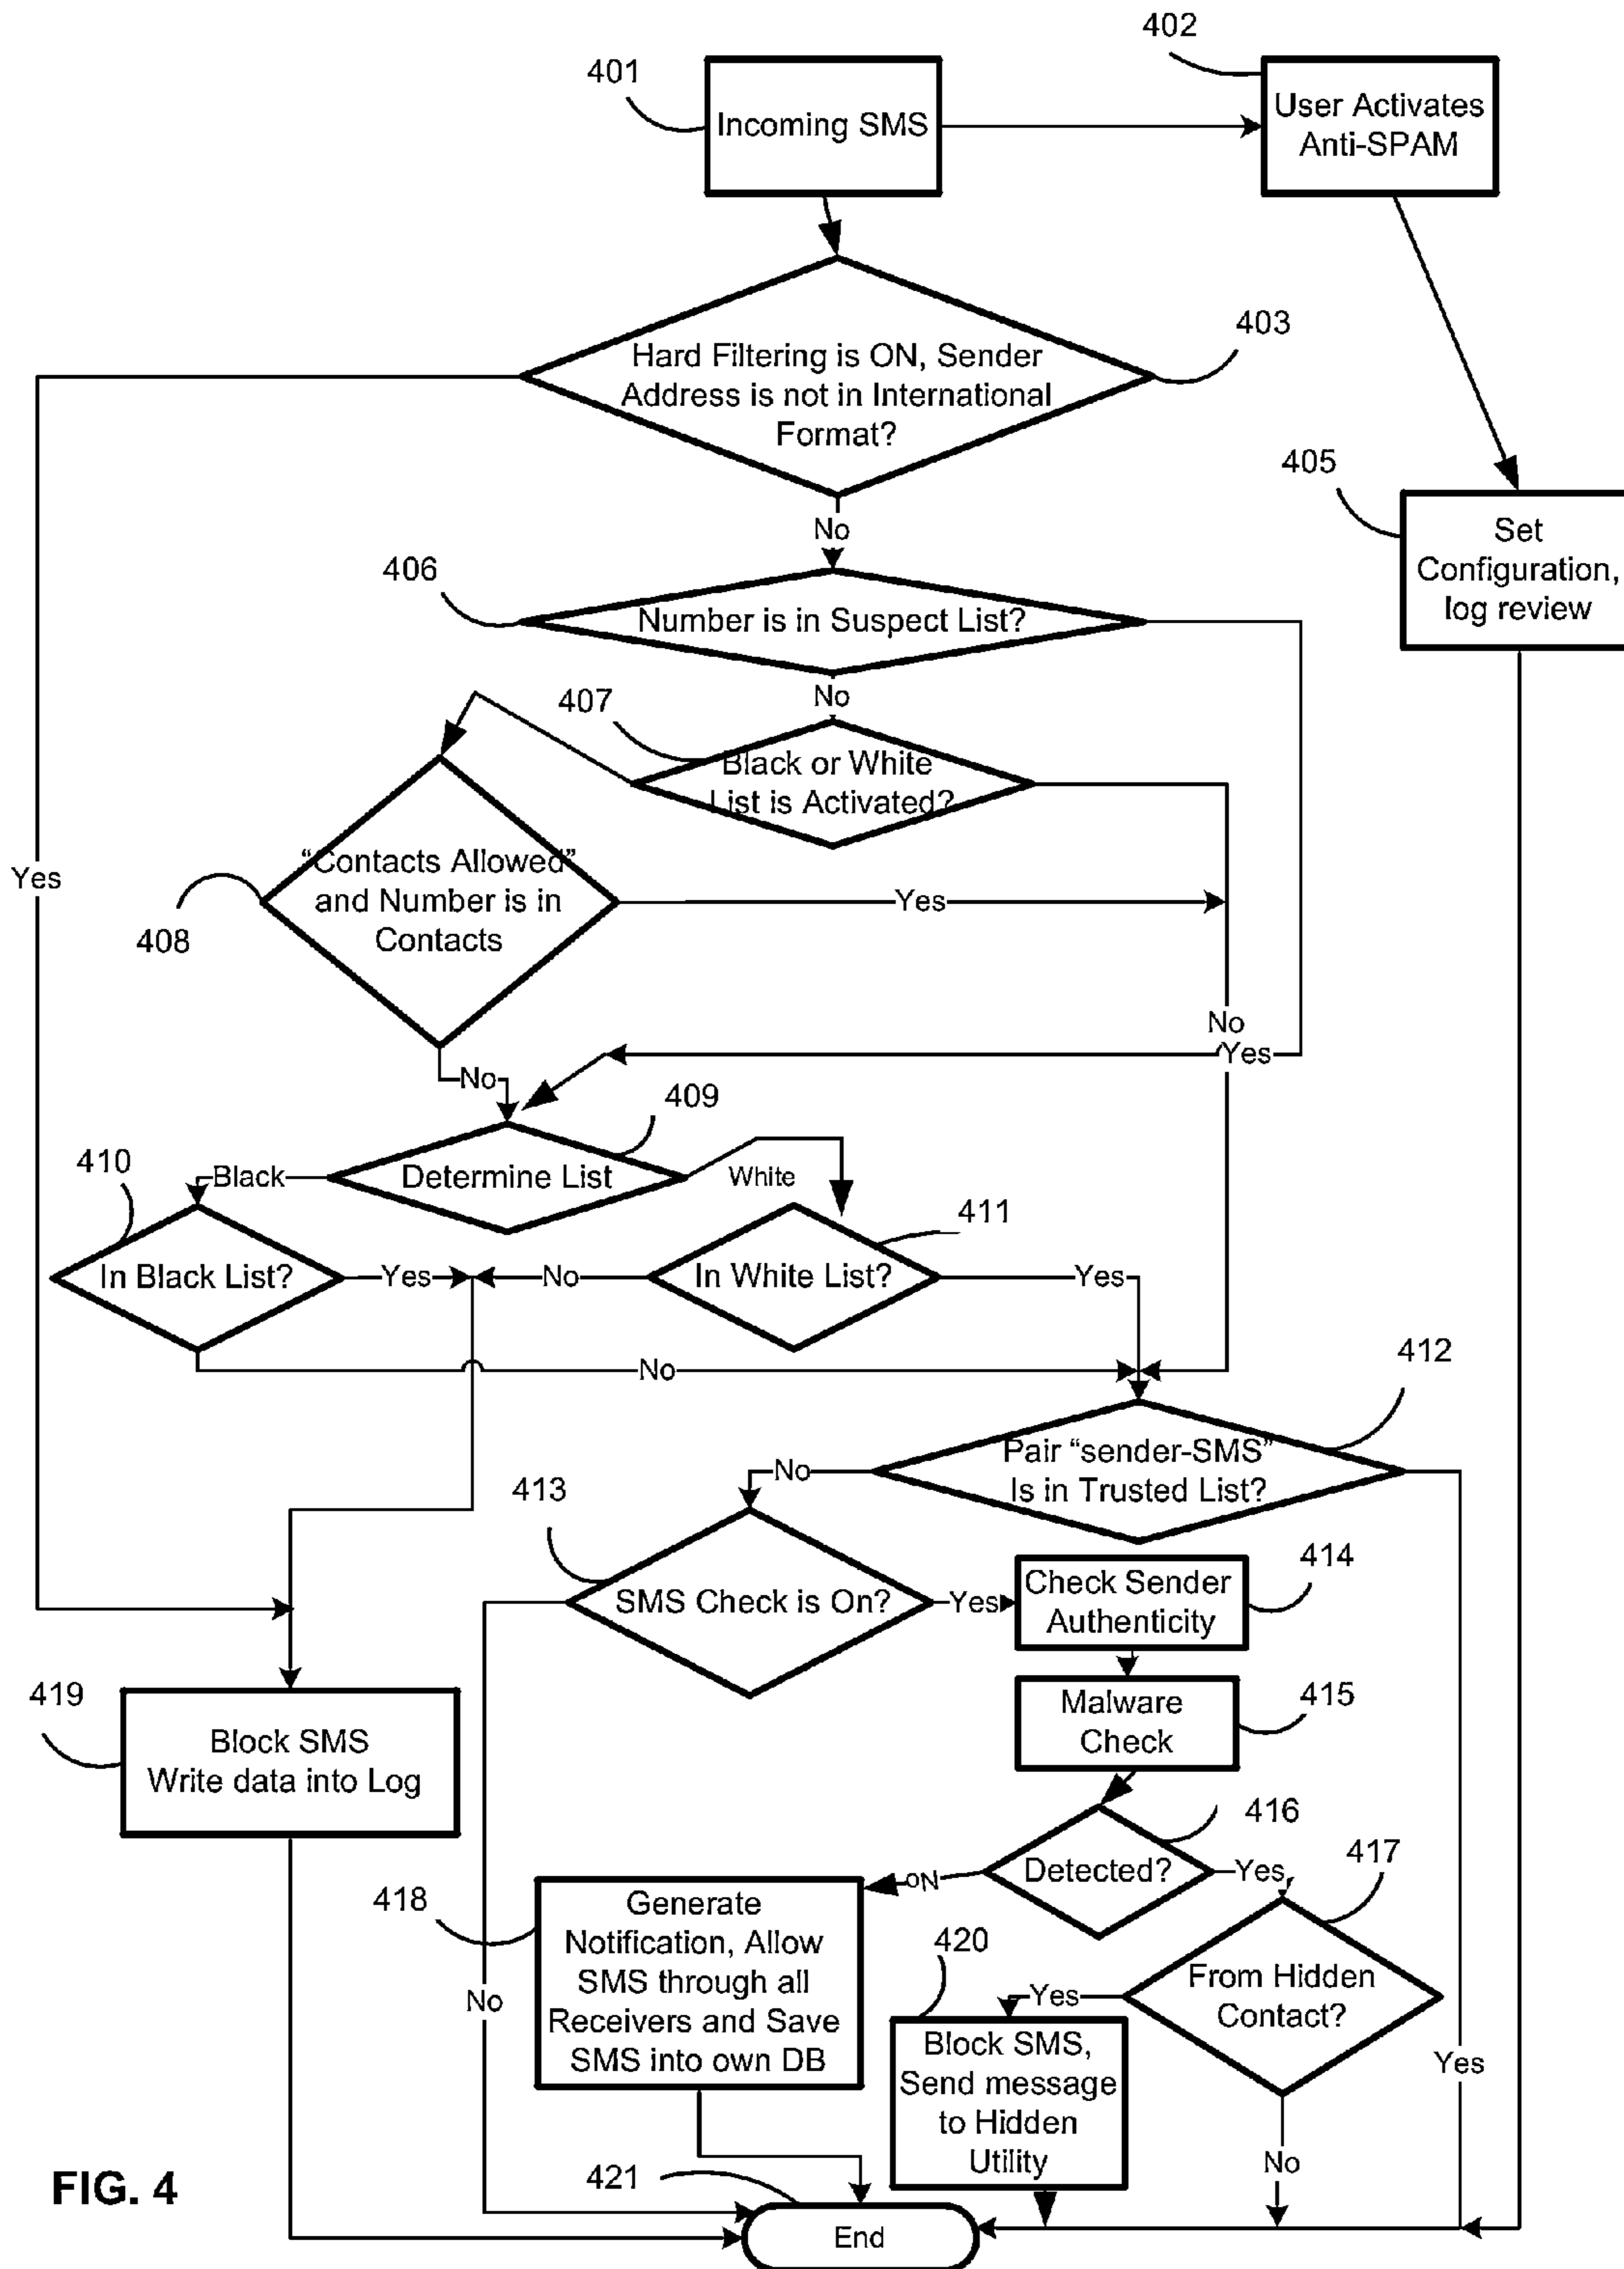 402
401
User Activates
Anti-SPAM
Incoming SMS
403
Hard Filtering is ON, Sender
Address is not in International
Format?
405
Set
Configuration,
log review
No
406
Number is in Suspect List?
No
407
Black or White
List is Activated?
"Contacts Allowed"
and Number is in
Contacts
Yes
Yes
408
No
Yes
No
409
Determine List
410
Black
White
411
In Black List?
Yes
No
In White List?
Yes
No
412
Pair "sender-SMS"
Is in Trusted List?
No
413
SMS Check is On?
Yes
Check Sender
Authenticity
414
Malware
Check
415
419
Block SMS
Write data into Log
416
Detected?
Yes
417
No
418
Generate
Notification, Allow
SMS through all
Receivers and Save
SMS into own DB
420
From Hidden
Contact?
Yes
No
Block SMS,
Send message
to Hidden
Utility
Yes
No
FIG. 4
421
End